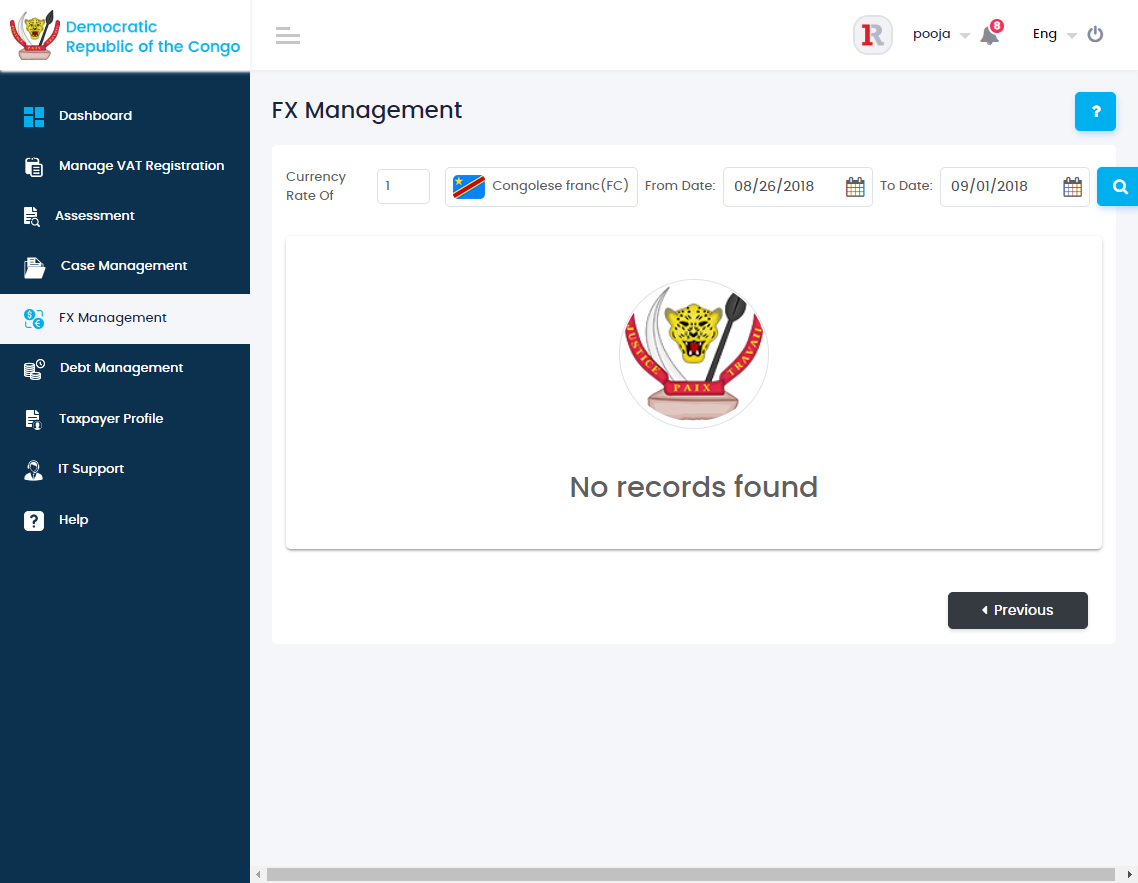 Democratic
Republic of the Congo
PAIX
1R
pooja
8
Eng
Dashboard
Manage VAT Registration
Assessment
Case Management
FX Management
Debt Management
Taxpayer Profile
IT Support
Help
FX Management
?
Currency
Rate Of
1
Congolese franc(FC)
From Date:
08/26/2018
To Date:
09/01/2018
JUSTICE
PAIX
TRAVAIL
No records found
Previous